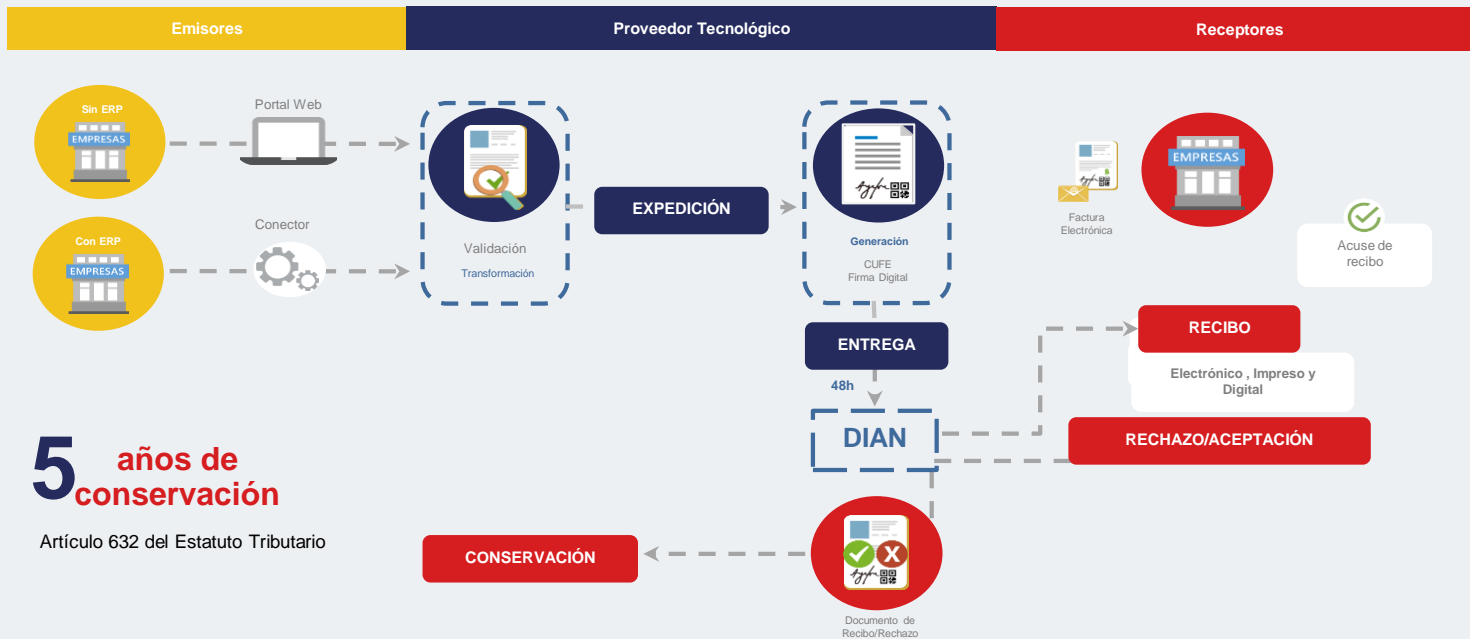 Emisores
Proveedor Tecnológico
Receptores
Sin ERP
EMPRESAS
Portal Web
Con ERP
EMPRESAS
Conector
Validación
Transformación
EXPEDICIÓN
Generación
CUFE
Firma Digital
ENTREGA
48h
DIAN
Factura
Electrónica
EMPRESAS
Acuse de
recibo
RECIBO
Electrónico , Impreso y
Digital
RECHAZO/ACEPTACIÓN
5
años de
conservación
Artículo 632 del Estatuto Tributario
CONSERVACIÓN
Documento de
Recibo/Rechazo